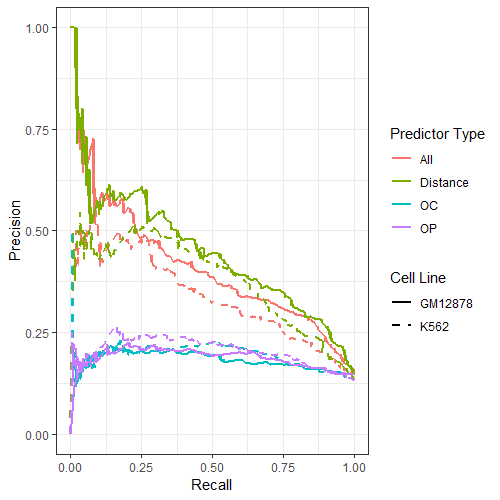 1.00
0.75
0.50
0.25
0.00
Precision
0.00 0.25 0.50 0.75 1.00
Recall
Predictor Type
All
Distance
OC
OP
Cell Line
GM12878
K562